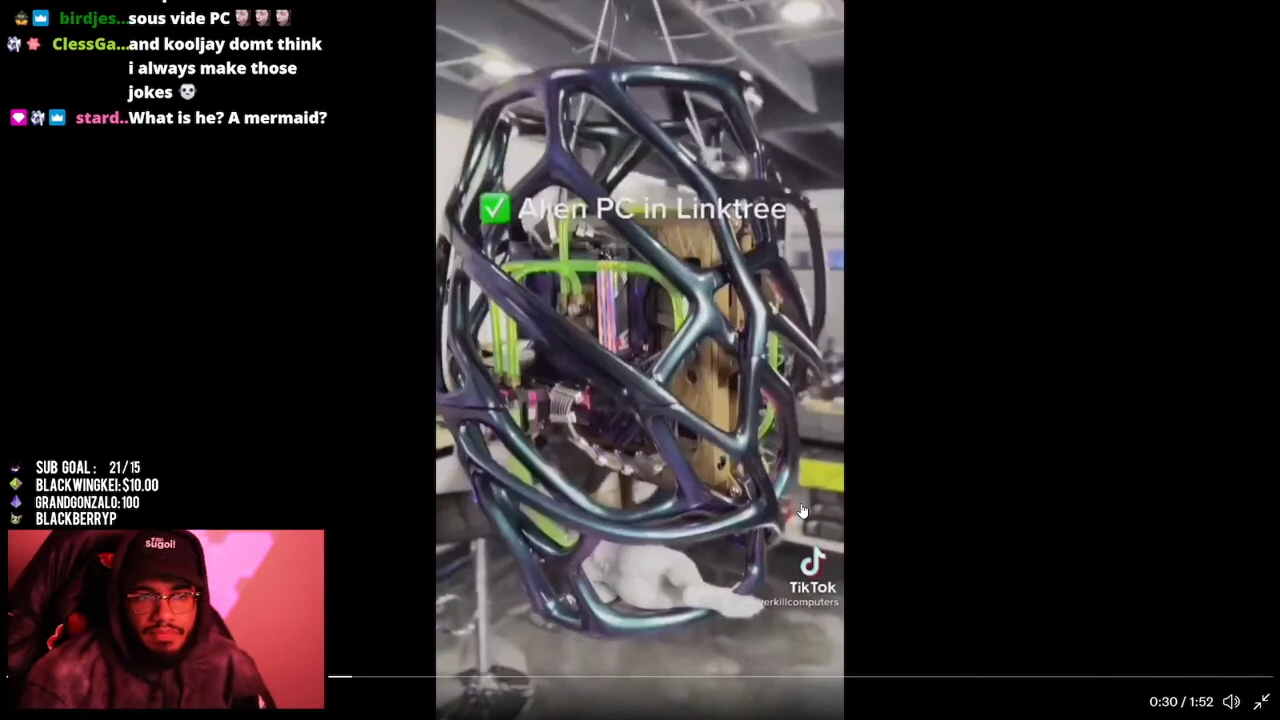 birdjes...sous vide PC
ClessGa...and kooljay domt think
i always make those
jokes
stard..What is he? A mermaid?
Alien PC in Linktree
SUB GOAL: 21/15
BLACKWINGKEI:$10.00
GRANDGONZALO:100
BLACKBERRYP
sugoi!
TikTok
0:30 / 1:52